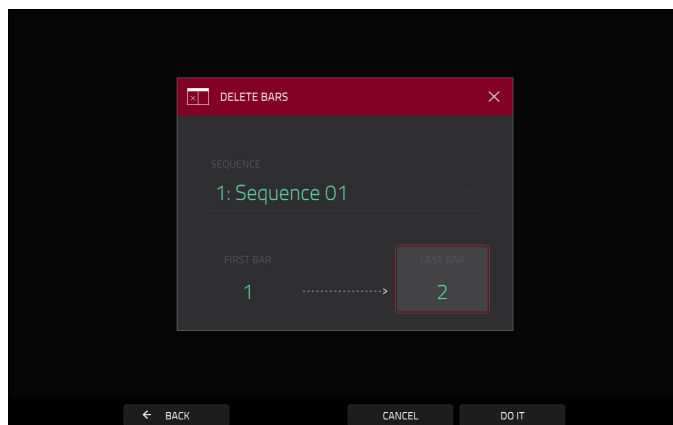 DELETE BARS
SEQUENCE
1: Sequence 01
FIRST BAR
LAST BAR
1
2
BACK
CANCEL
DO IT